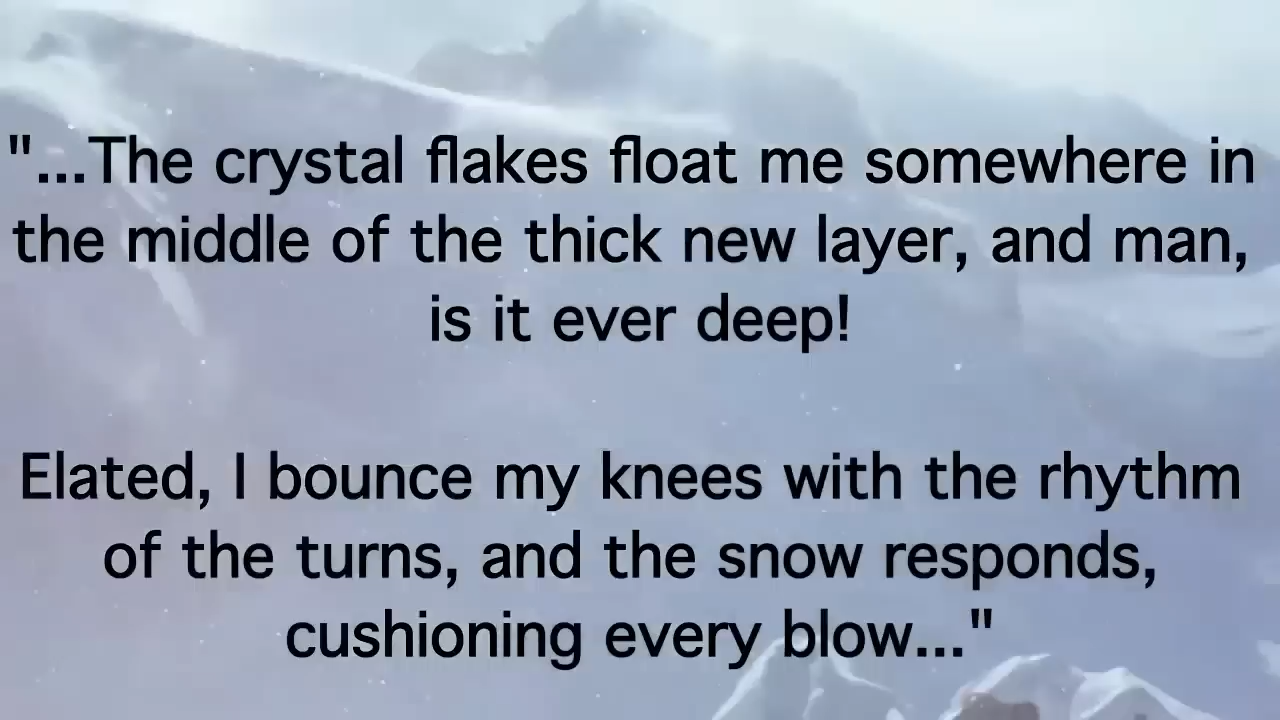 "...The crystal flakes float me somewhere in
the middle of the thick new layer, and man,
is it ever deep!
Elated, I bounce my knees with the rhythm
of the turns, and the snow responds,
cushioning every blow..."